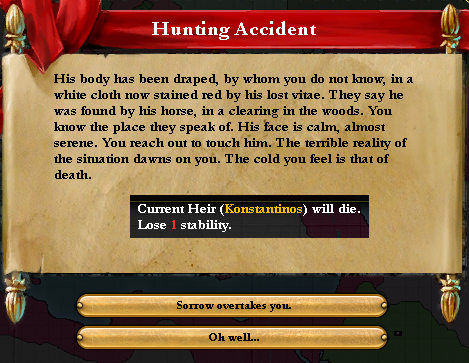 Hunting Accident
His body has been draped, by whom you do not know, in a
white cloth now stained red by his lost vitae. They say he
was found by his horse, in a clearing in the woods. You
know the place they speak of. His face is calm, almost
serene. You reach out to touch him. The terrible reality of
the situation dawns on you. The cold you feel is that of
death.
Current Heir (Konstantinos) will die.
Lose 1 stability.
Sorrow overtakes you.
Oh well...